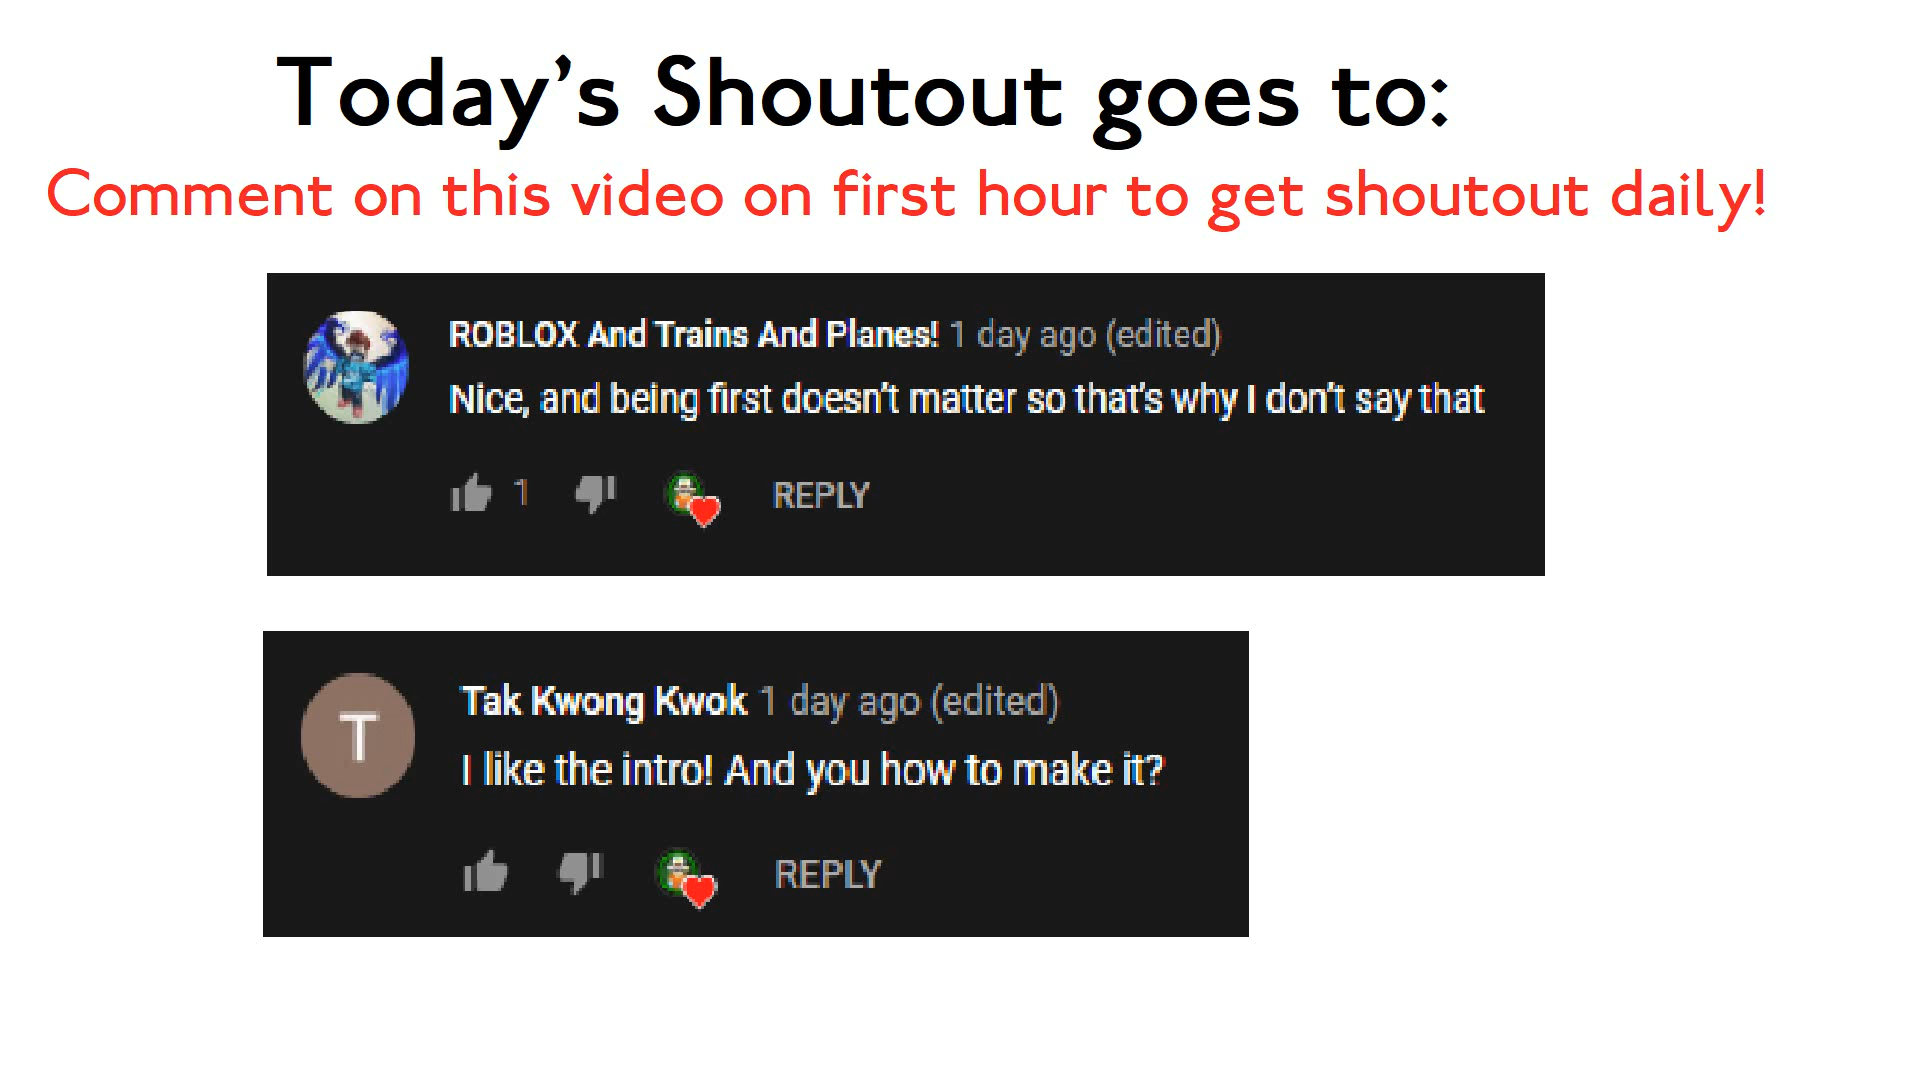 Today's Shoutout goes to:
Comment on this video on first hour to get shoutout daily!
ROBLOX And Trains And Planes! 1 day ago (edited)
Nice, and being first doesn't matter so that's why I don't say that
1 REPLY
T
Tak Kwong Kwok 1 day ago (edited)
I like the intro! And you how to make it?
REPLY